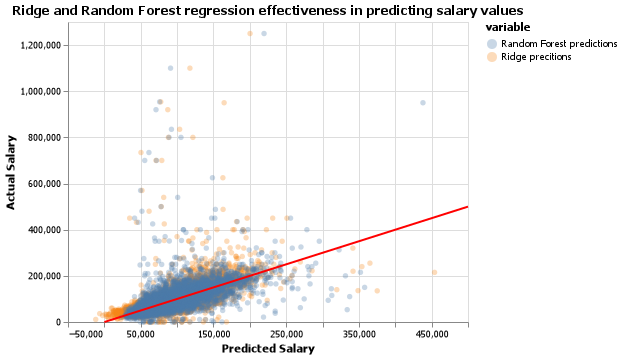 Ridge and Random Forest regression effectiveness in predicting salary values
variable
Random Forest predictions
Ridge precitions
1,200,000
1,000,000
800,000
600,000
400,000
200,000
0
Actual Salary
−50,000 50,000 150,000 250,000 350,000 450,000
Predicted Salary